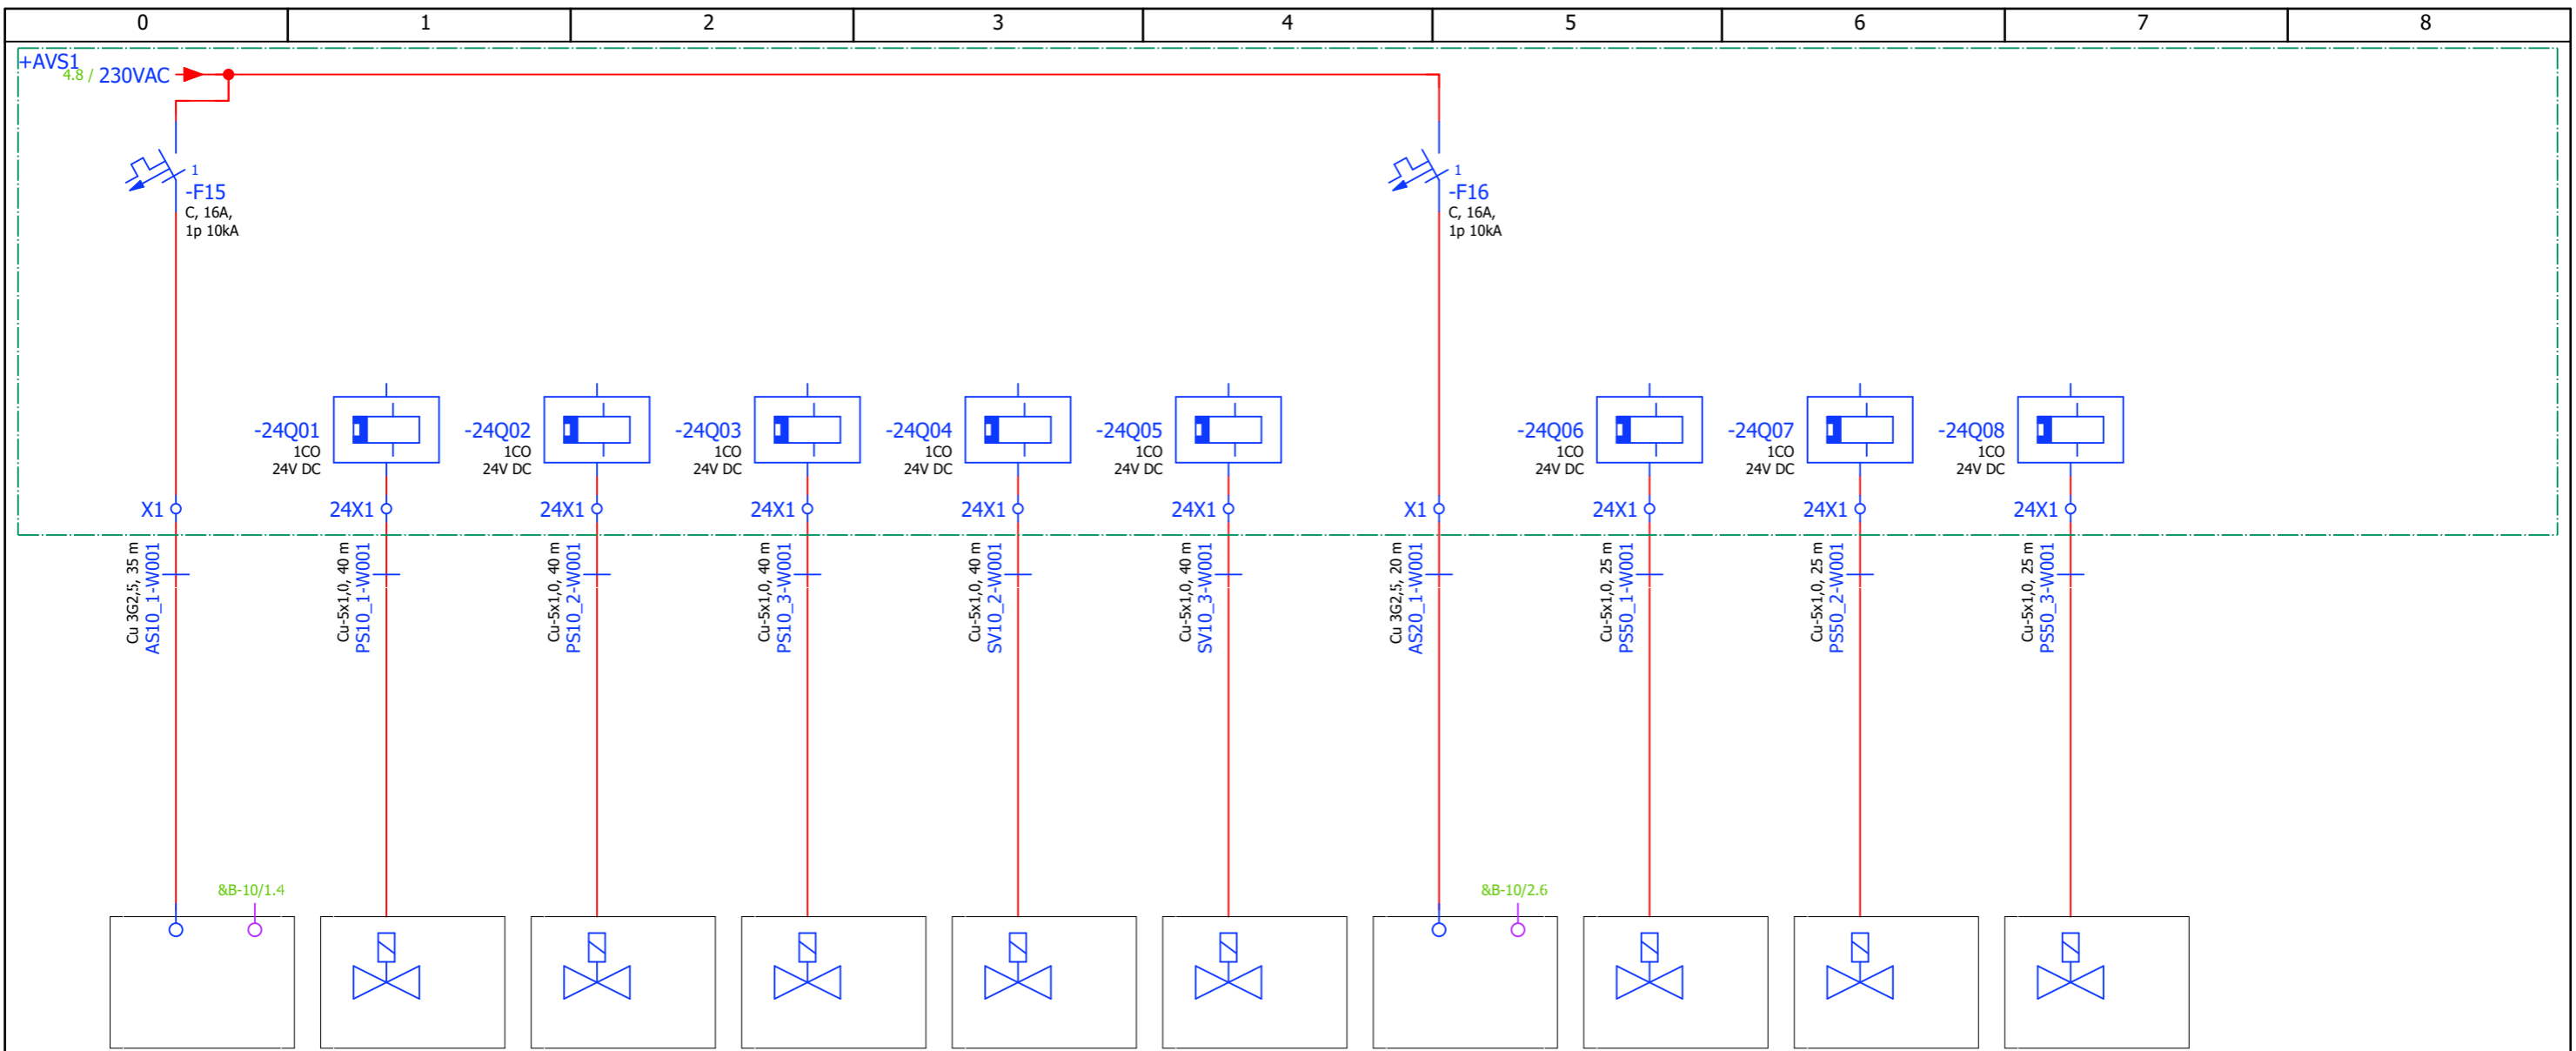 0 1 2 3 4 5 6 7 8
+AVS1
4.8 / 230VAC
1
-F15
C, 16A,
1p 10kA
1
-F16
C, 16A,
1p 10kA
-24Q01
1CO
24V DC
-24Q02
1CO
24V DC
-24Q03
1CO
24V DC
-24Q04
1CO
24V DC
-24Q05
1CO
24V DC
-24Q06
1CO
24V DC
-24Q07
1CO
24V DC
-24Q08
1CO
24V DC
X1
24X1
24X1
24X1
24X1
24X1
X1
24X1
24X1
24X1
Cu 3G2,5, 35 m
AS10_1-W001
Cu-5x1,0, 40 m
PS10_1-W001
Cu-5x1,0, 40 m
PS10_2-W001
Cu-5x1,0, 40 m
PS10_3-W001
Cu-5x1,0, 40 m
SV10_2-W001
Cu-5x1,0, 40 m
SV10_3-W001
Cu 3G2,5, 20 m
AS20_1-W001
Cu-5x1,0, 25 m
PS50_1-W001
Cu-5x1,0, 25 m
PS50_2-W001
Cu-5x1,0, 25 m
PS50_3-W001
&B-10/1.4
&B-10/2.6